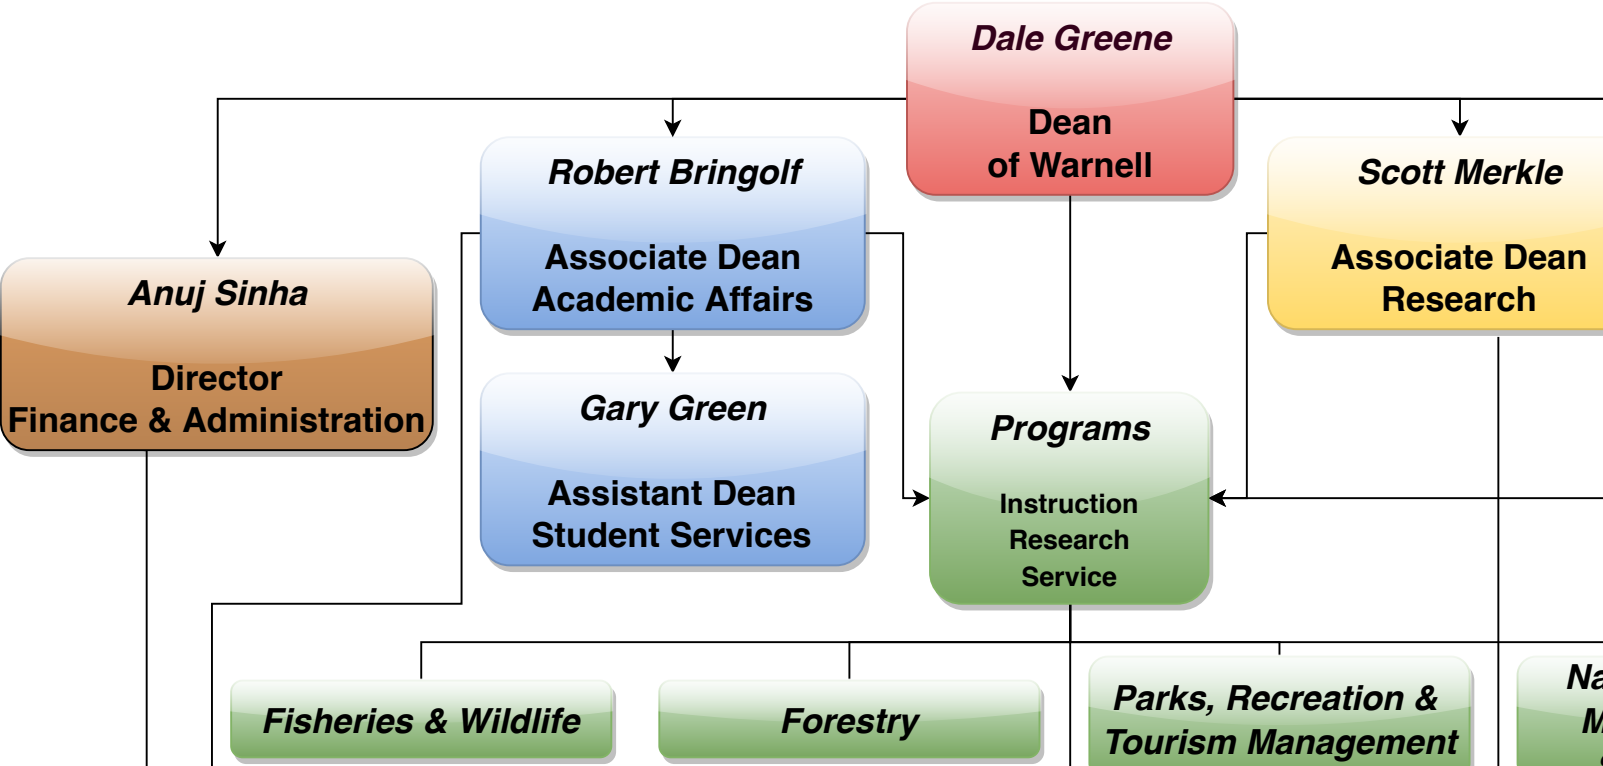 Dale Greene
Dean
of Warnell
Robert Bringolf
Associate Dean
Academic Affairs
Scott Merkle
Associate Dean
Research
Anuj Sinha
Director
Finance & Administration
Gary Green
Assistant Dean
Student Services
Programs
Instruction
Research
Service
Fisheries & Wildlife
Forestry
Parks, Recreation &
Tourism Management